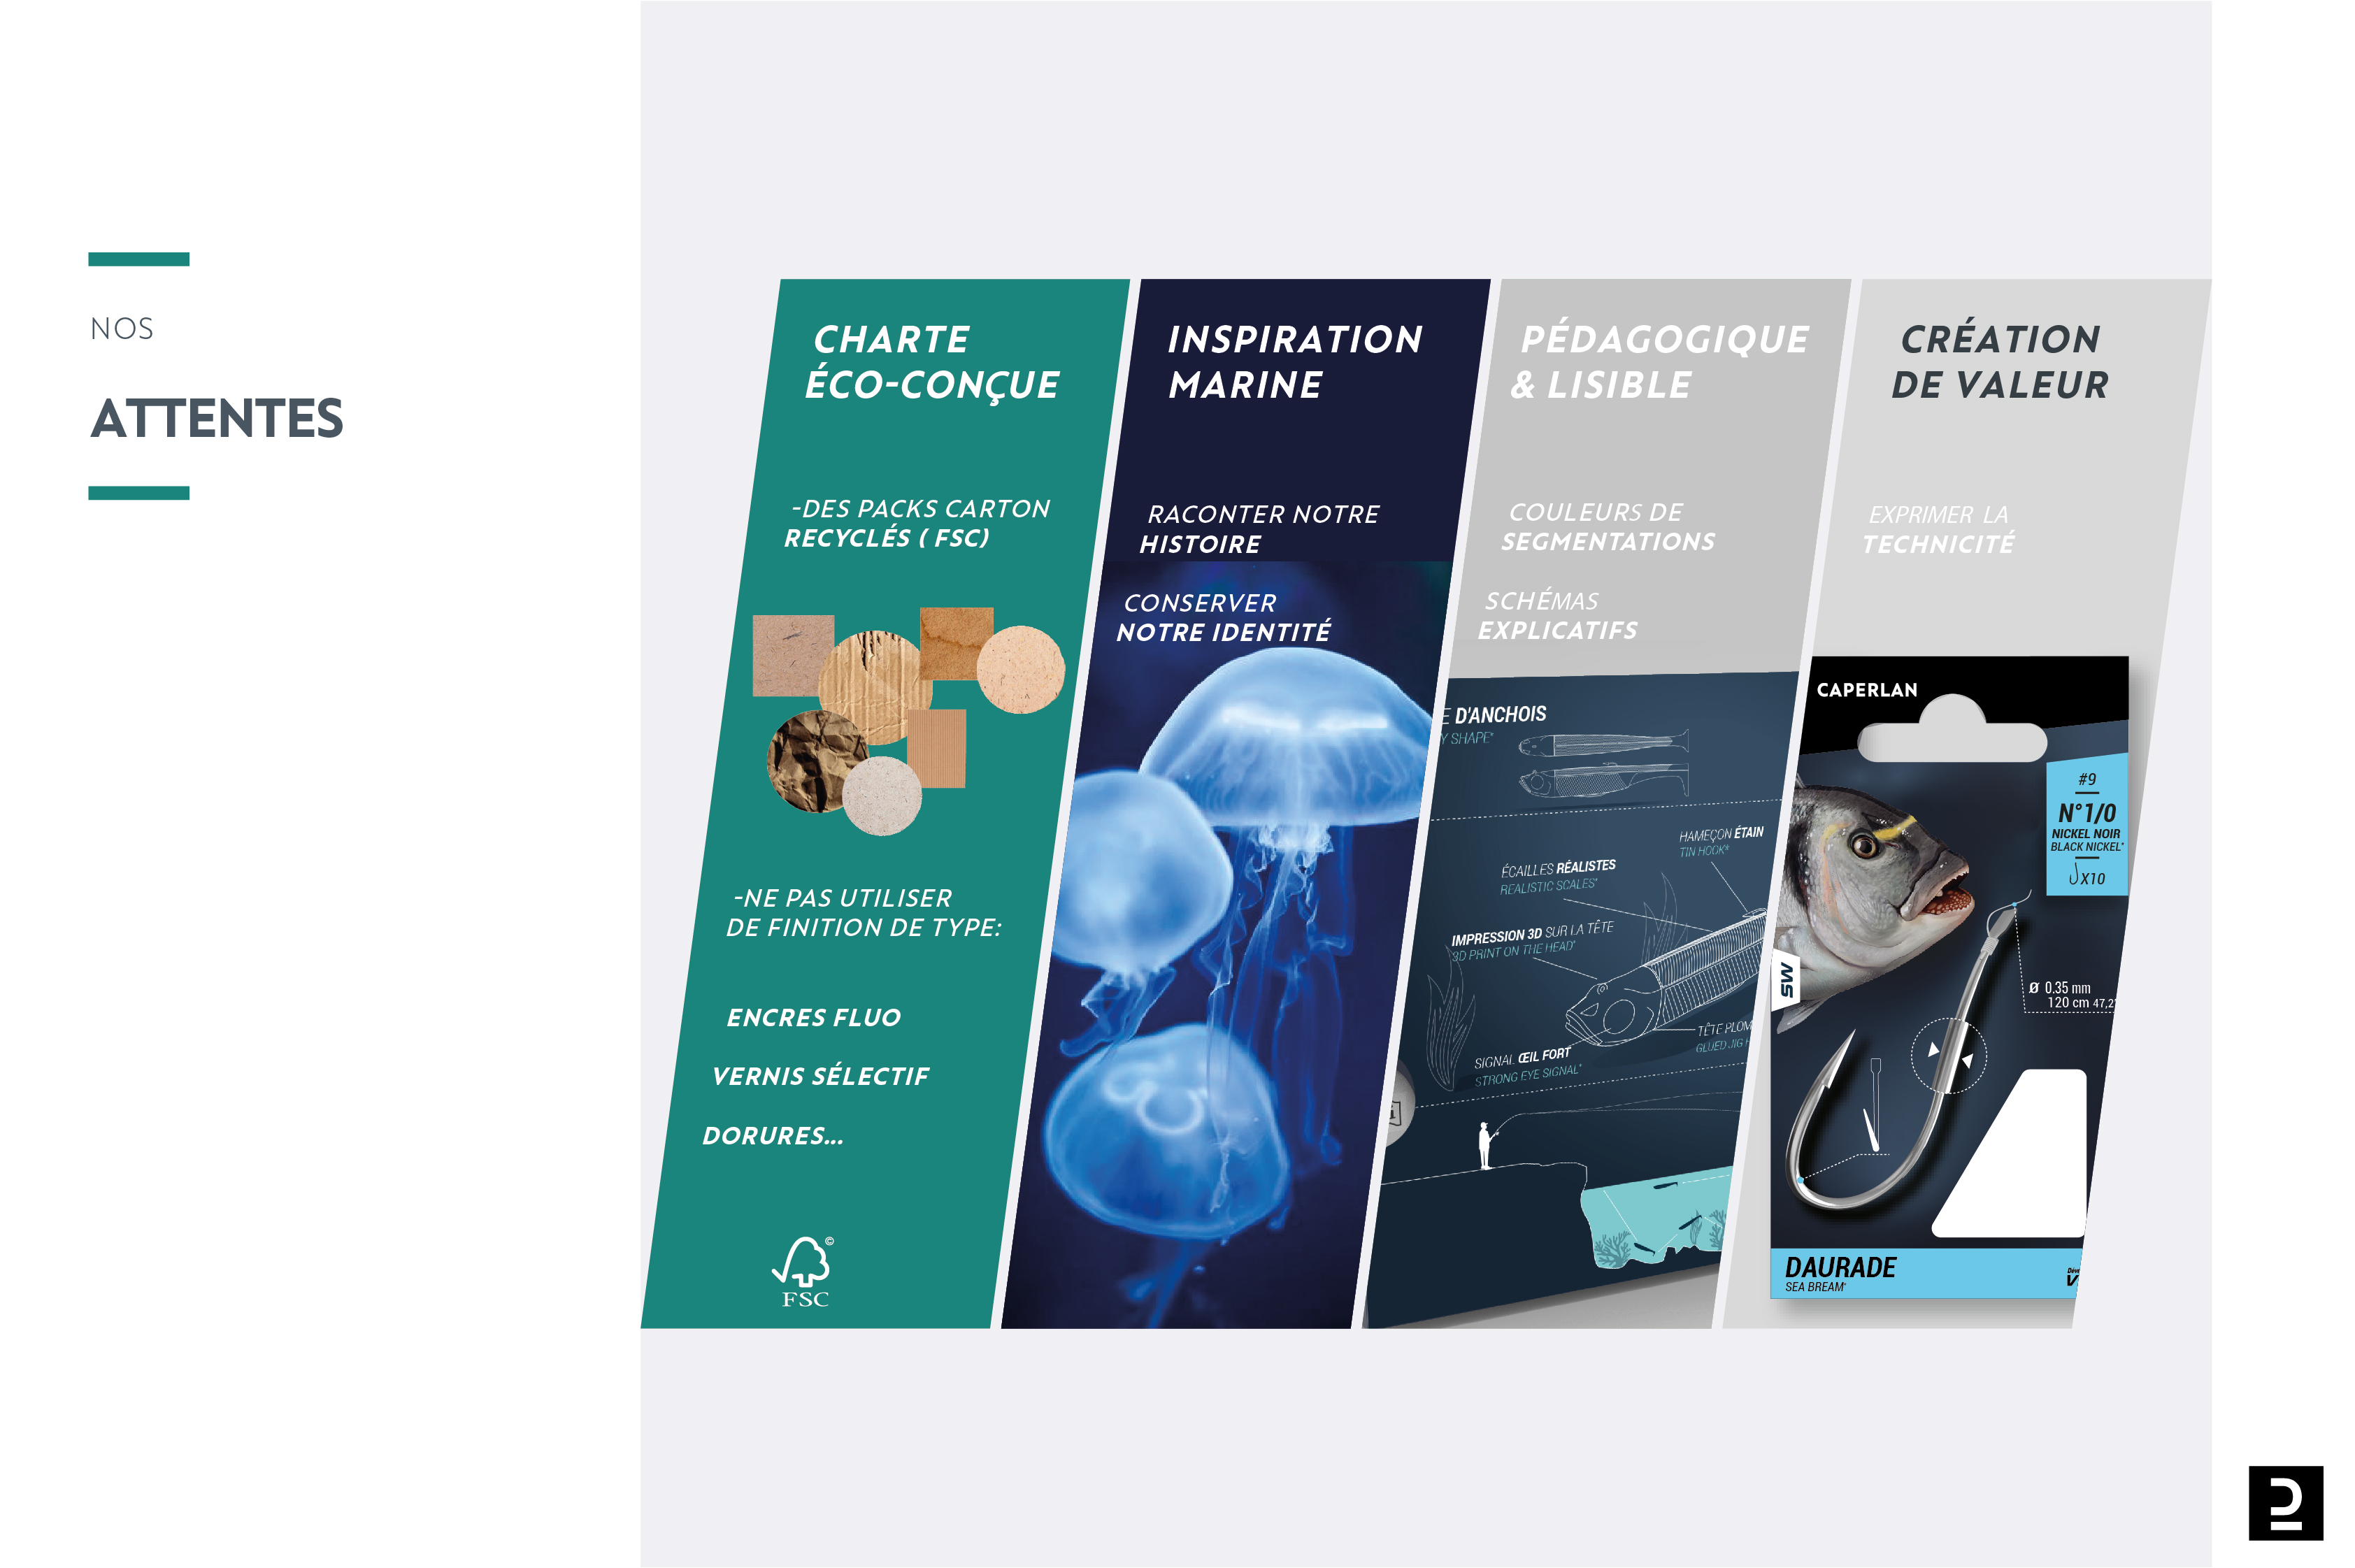 NOS
ATTENTES
CHARTE
ÉCO-CONÇUE
-DES PACKS CARTON
RECYCLÉS ( FSC)
-NE PAS UTILISER
DE FINITION DE TYPE:
ENCRES FLUO
VERNIS SÉLECTIF
DORURES...
©
FSC
INSPIRATION
MARINE
RACONTER NOTRE
HISTOIRE
CONSERVER
NOTRE IDENTITÉ
PÉDAGOGIQUE
& LISIBLE
COULEURS DE
SEGMENTATIONS
SCHÉMAS
EXPLICATIFS
E D'ANCHOIS
Y SHAPE*
HAMEÇON ÉTAIN
TIN HOOK*
ÉCAILLES RÉALISTES
REALISTIC SCALES*
IMPRESSION 3D SUR LA TÊTE
3D PRINT ON THE HEAD*
TÊTE PLOM
GLUED JIG H
SIGNAL ŒIL FORT
STRONG EYE SIGNAL*
i
CRÉATION
DE VALEUR
EXPRIMER LA
TECHNICITÉ
CAPERLAN
#9
N°1/0
NICKEL NOIR
BLACK NICKEL*
X10
SW
Ø 0.35 mm
120 cm 47,2
DAURADE
SEA BREAM*